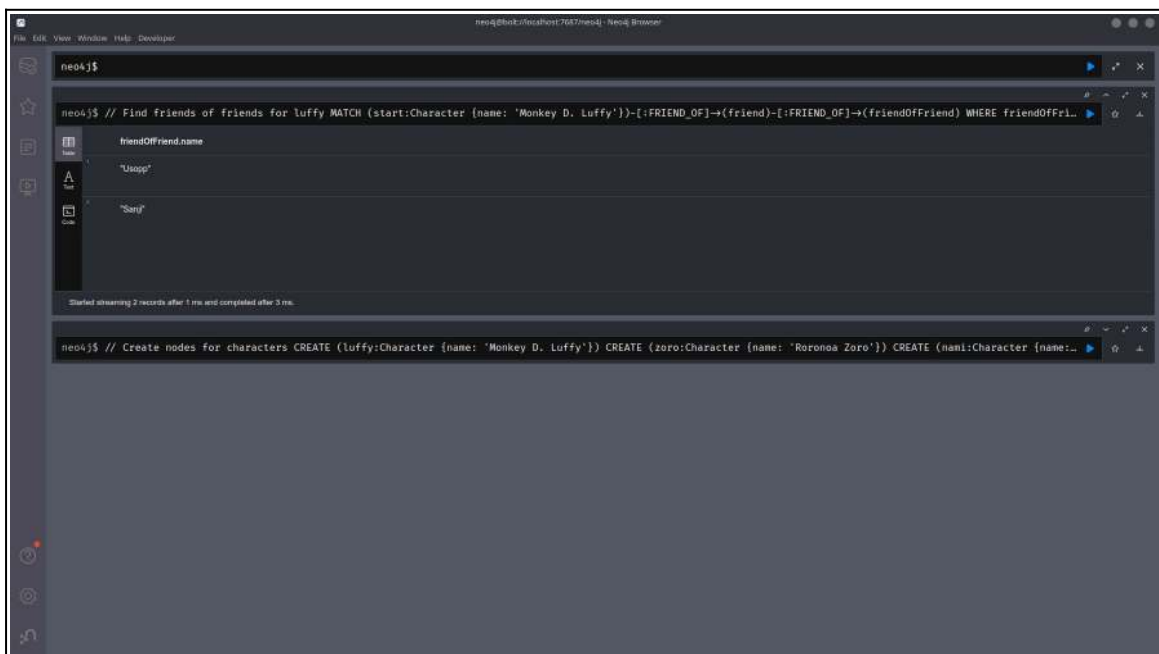 neo4j@bolt://localhost:7687/neo4j - Neo4j Browser
File Edit View Window Help Developer
neo4j$
neo4j$ // Find friends of friends for luffy MATCH (start:Character {name: 'Monkey D. Luffy'})-[:FRIEND_OF]→(friend)-[:FRIEND_OF]→(friendOfFriend) WHERE friendOfFri…
Table
friendOfFriend.name
1
"Usopp"
A
Text
2
"Sanji"
Code
Started streaming 2 records after 1 ms and completed after 3 ms.
neo4j$ // Create nodes for characters CREATE (luffy:Character {name: 'Monkey D. Luffy'}) CREATE (zoro:Character {name: 'Roronoa Zoro'}) CREATE (nami:Character {name:…